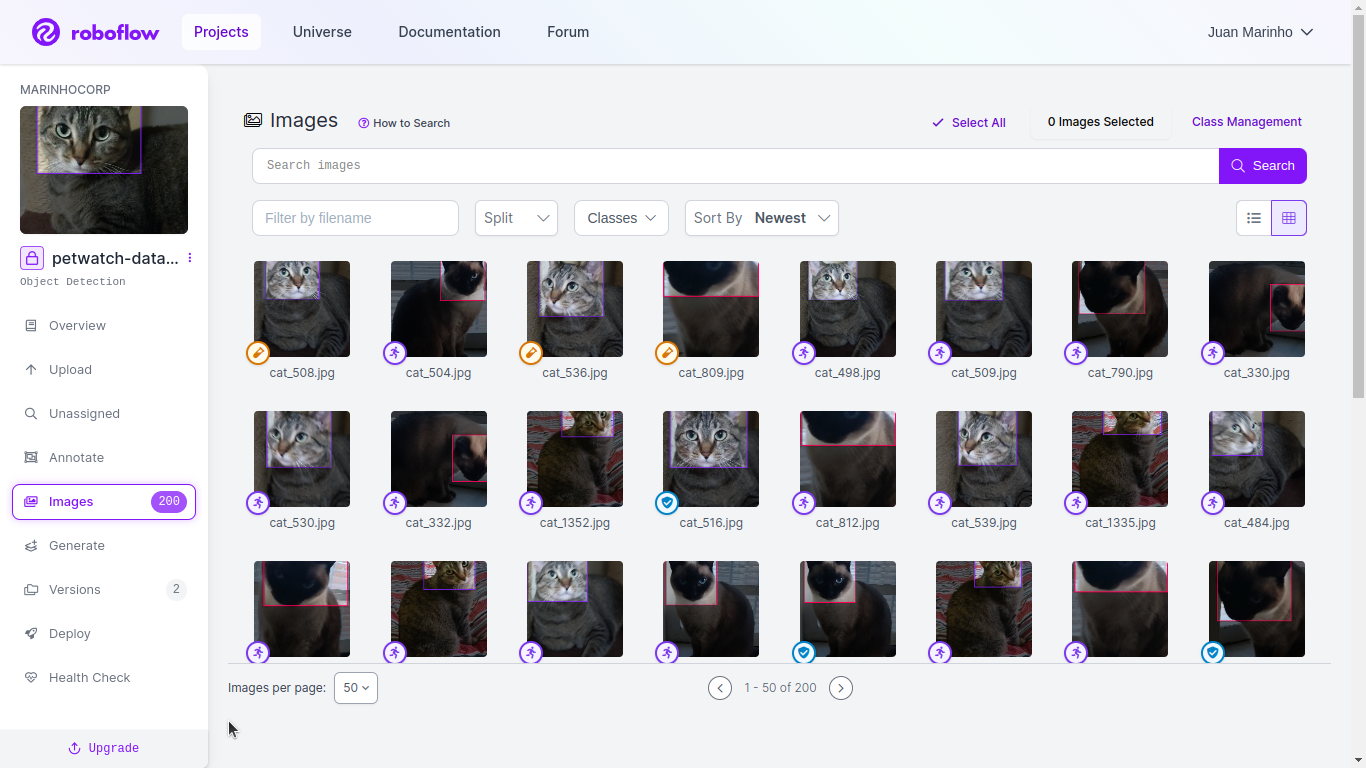 roboflow
Projects
Universe
Documentation
Forum
Juan Marinho
MARINHOCORP
petwatch-data...
Object Detection
Overview
Upload
Unassigned
Annotate
Images 200
Generate
Versions 2
Deploy
Health Check
Upgrade
Images
How to Search
Select All
0 Images Selected
Class Management
Search images
Search
Filter by filename
Split
Classes
Sort By Newest
cat_508.jpg
cat_504.jpg
cat_536.jpg
cat_809.jpg
cat_498.jpg
cat_509.jpg
cat_790.jpg
cat_330.jpg
cat_530.jpg
cat_332.jpg
cat_1352.jpg
cat_516.jpg
cat_812.jpg
cat_539.jpg
cat_1335.jpg
cat_484.jpg
Images per page: 50
1 - 50 of 200